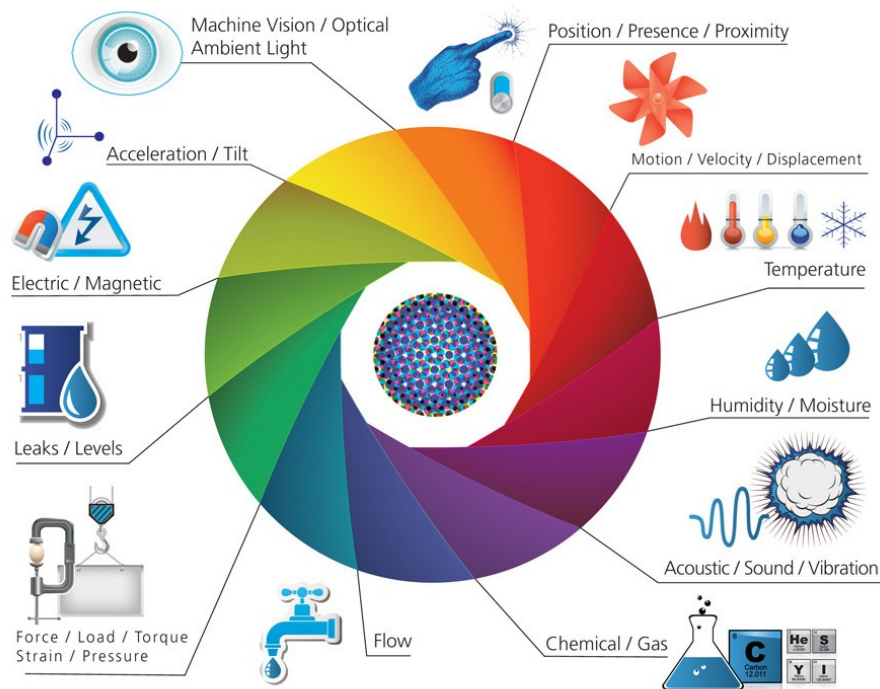 Machine Vision / Optical
Ambient Light
Position / Presence / Proximity
Acceleration / Tilt
Motion / Velocity / Displacement
Electric / Magnetic
Temperature
Leaks / Levels
Humidity / Moisture
Acoustic / Sound / Vibration
Force / Load / Torque
Strain / Pressure
Flow
Chemical / Gas
6
C
Carbon
12.011
He
S
Y
I